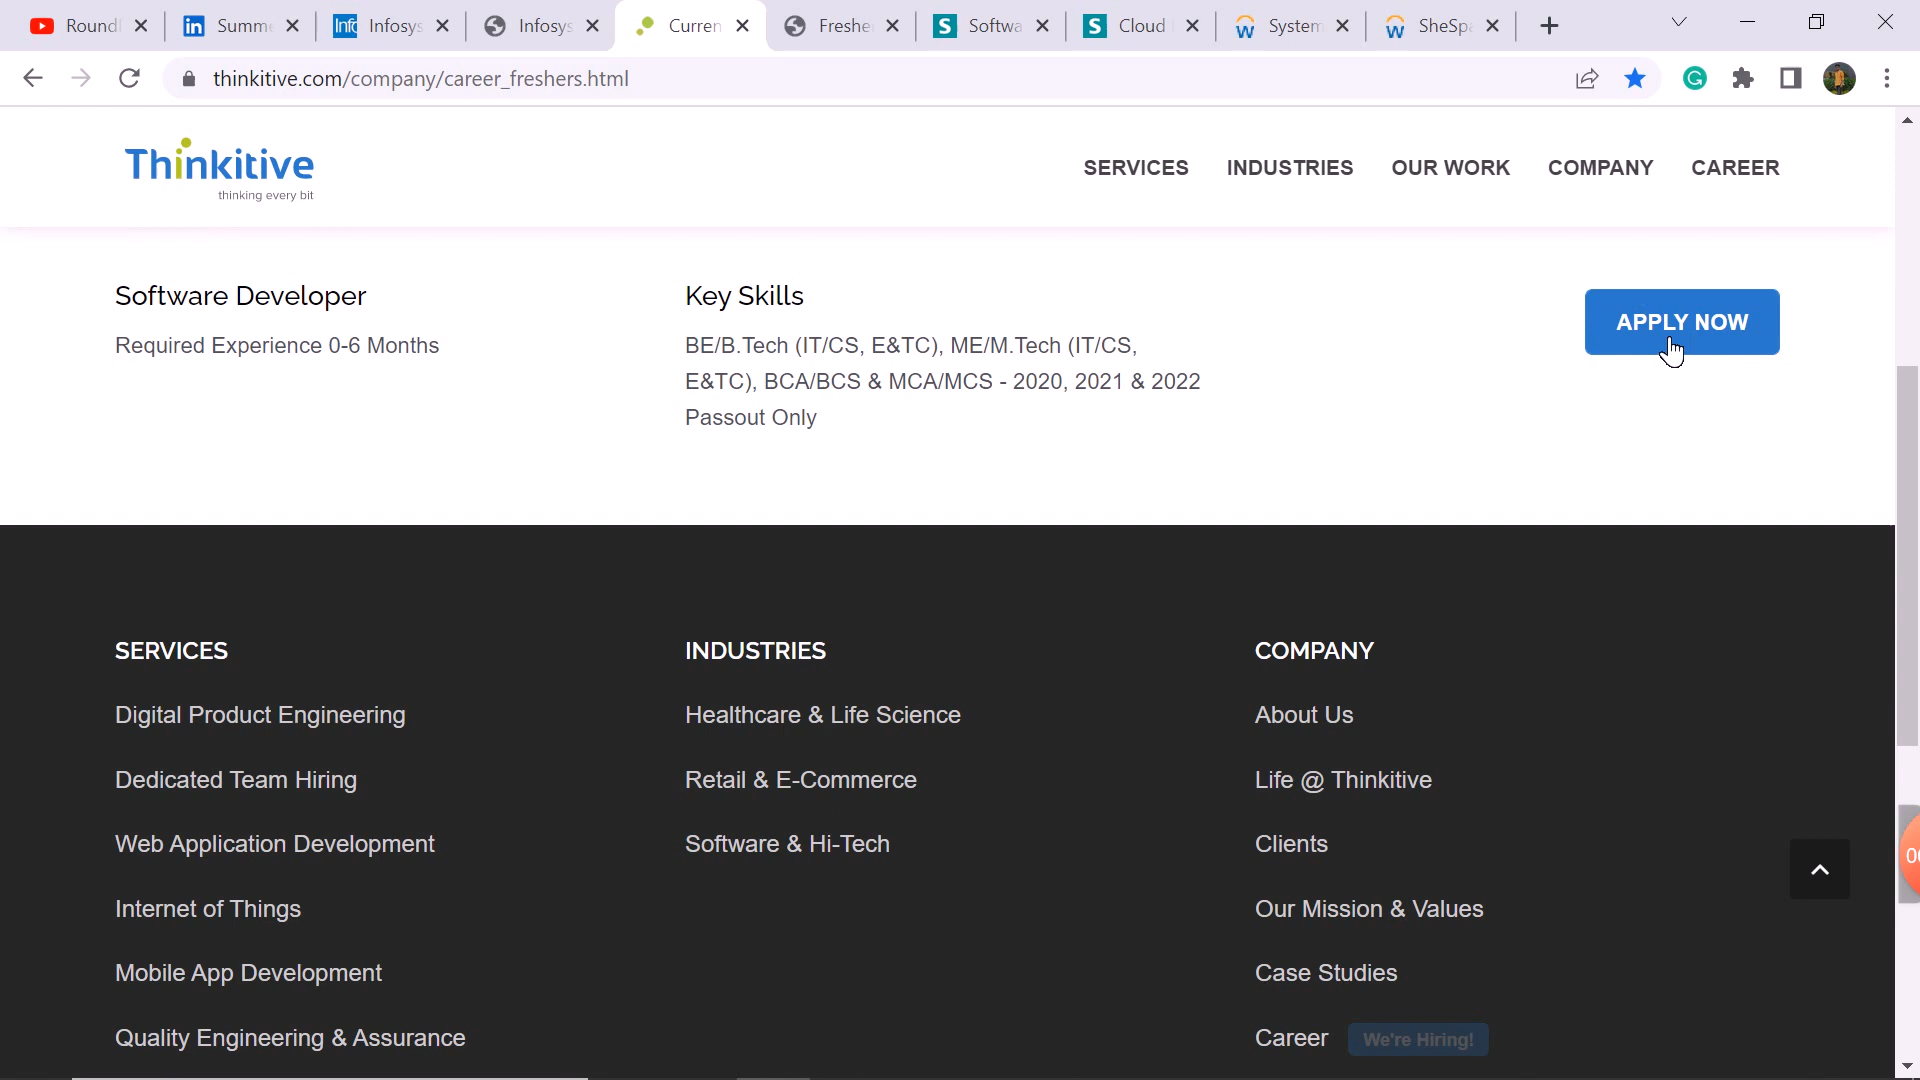 Round
Summe
Infosys
Infosys
Curren
Freshe
Softwa
Cloud
System
SheSpa
thinkitive.com/company/career_freshers.html
Thinkitive
thinking every bit
SERVICES
INDUSTRIES
OUR WORK
COMPANY
CAREER
Software Developer
Required Experience 0-6 Months
Key Skills
BE/B.Tech (IT/CS, E&TC), ME/M.Tech (IT/CS,
E&TC), BCA/BCS & MCA/MCS - 2020, 2021 & 2022
Passout Only
APPLY NOW
SERVICES
Digital Product Engineering
Dedicated Team Hiring
Web Application Development
Internet of Things
Mobile App Development
Quality Engineering & Assurance
INDUSTRIES
Healthcare & Life Science
Retail & E-Commerce
Software & Hi-Tech
COMPANY
About Us
Life @ Thinkitive
Clients
Our Mission & Values
Case Studies
Career
We're Hiring!